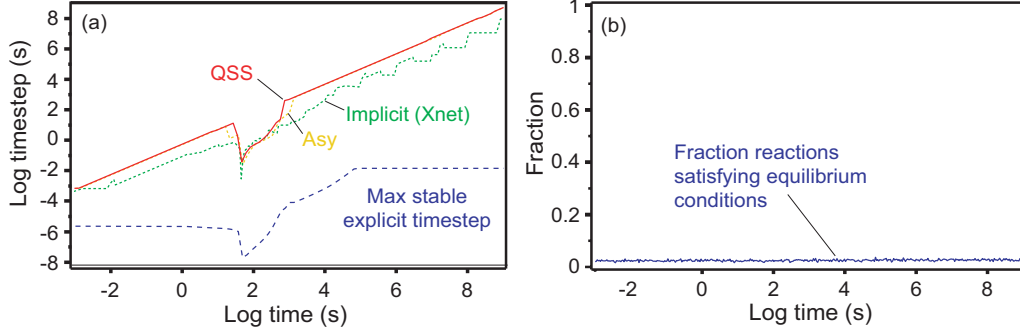 (a)
8
6
4
2
0
-2
-4
-6
-8
Log timestep (s)
QSS
Implicit (Xnet)
Asy
Max stable
explicit timestep
-2
0
2
4
6
8
Log time (s)
(b)
1
0.8
0.6
0.4
0.2
0
Fraction
Fraction reactions
satisfying equilibrium
conditions
-2
0
2
4
6
8
Log time (s)